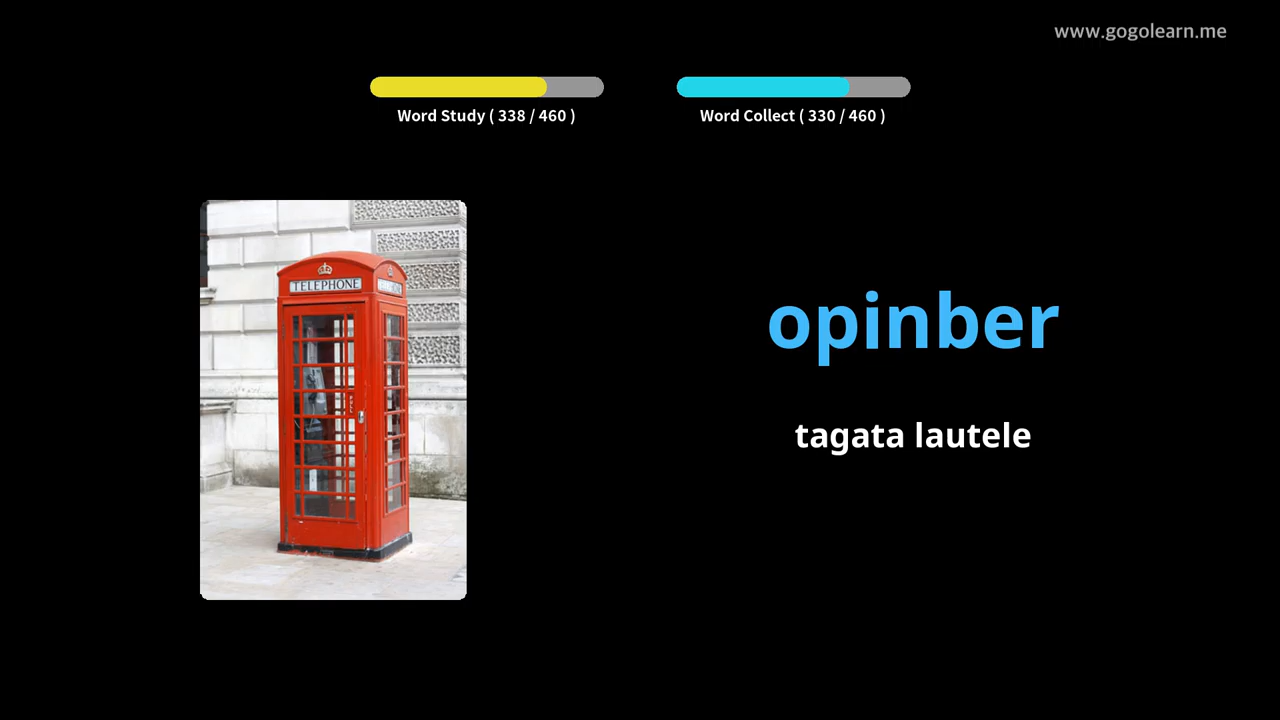 www.gogolearn.me
Word Study ( 338 / 460 )
Word Collect ( 330 / 460 )
TELEPHONE
opinber
tagata lautele